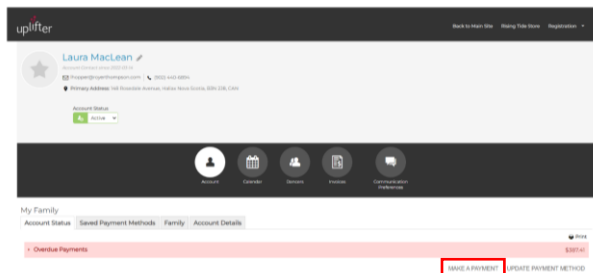 uplifter
Back to Main Site Rising Tide Store Registration
Laura MacLean
Primary Address:
Account Status
Active
Account Calendar Donors Invoices Communication Preferences
My Family
Account Status Saved Payment Methods Family Account Details
Print
Overdue Payments
MAKE A PAYMENT UPDATE PAYMENT METHOD